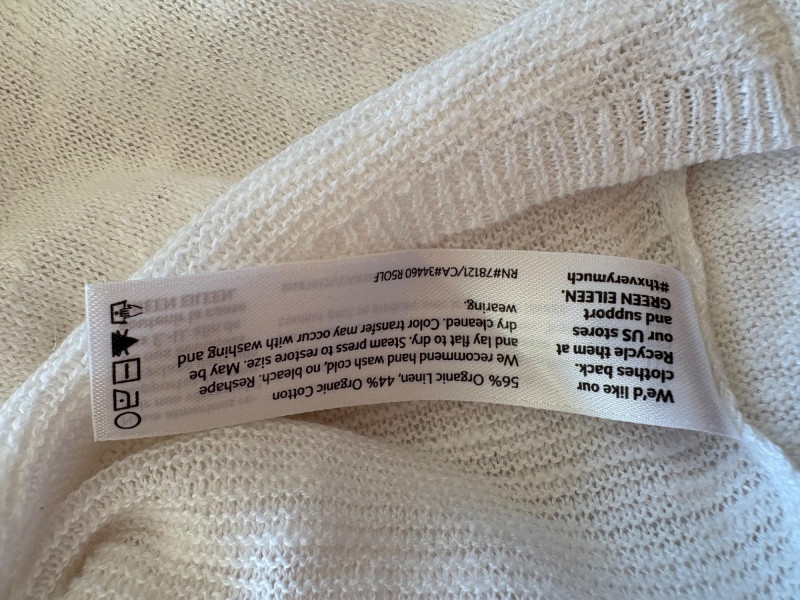 We'd like our
clothes back.
Recycle them at
our US stores
and support
GREEN EILEEN.
#thxverymuch
56% Organic Linen, 44% Organic Cotton
We recommend hand wash cold, no bleach. Reshape
and lay flat to dry. Steam press to restore size. May be
dry cleaned. Color transfer may occur with washing and
wearing.
RN#78121/CA#34460 R5OLF